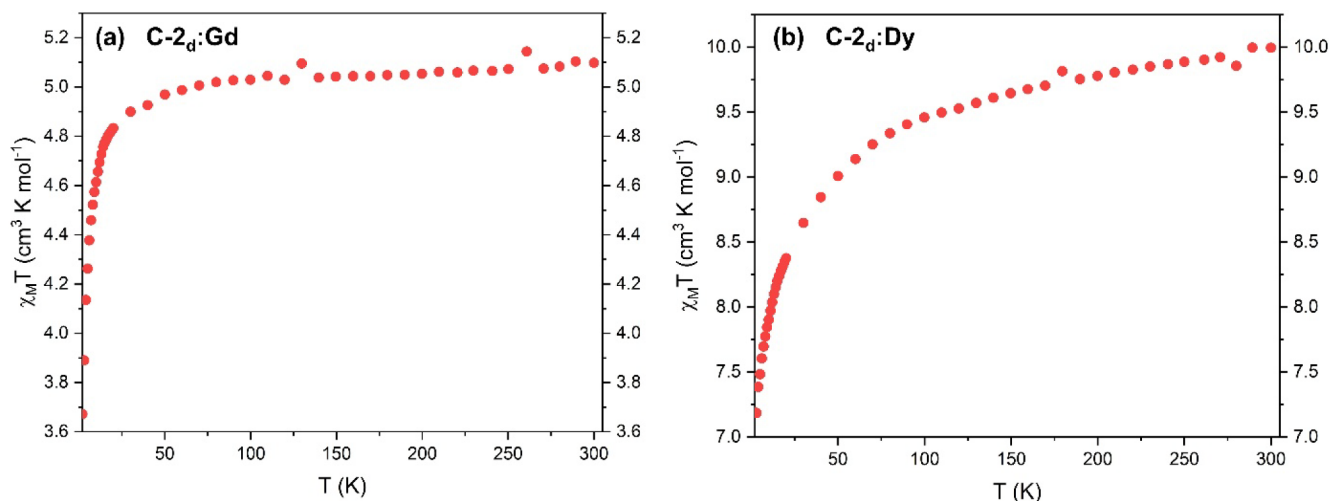 (a) C-2d:Gd
5.2 5.2
5.0 5.0
4.8 4.8
4.6 4.6
4.4 4.4
4.2 4.2
4.0 4.0
3.8 3.8
3.6 3.6
χMT (cm3 K mol-1)
50 100 150 200 250 300
T (K)
(b) C-2d:Dy
10.0 10.0
9.5 9.5
9.0 9.0
8.5 8.5
8.0 8.0
7.5 7.5
7.0 7.0
χMT (cm3 K mol-1)
50 100 150 200 250 300
T (K)